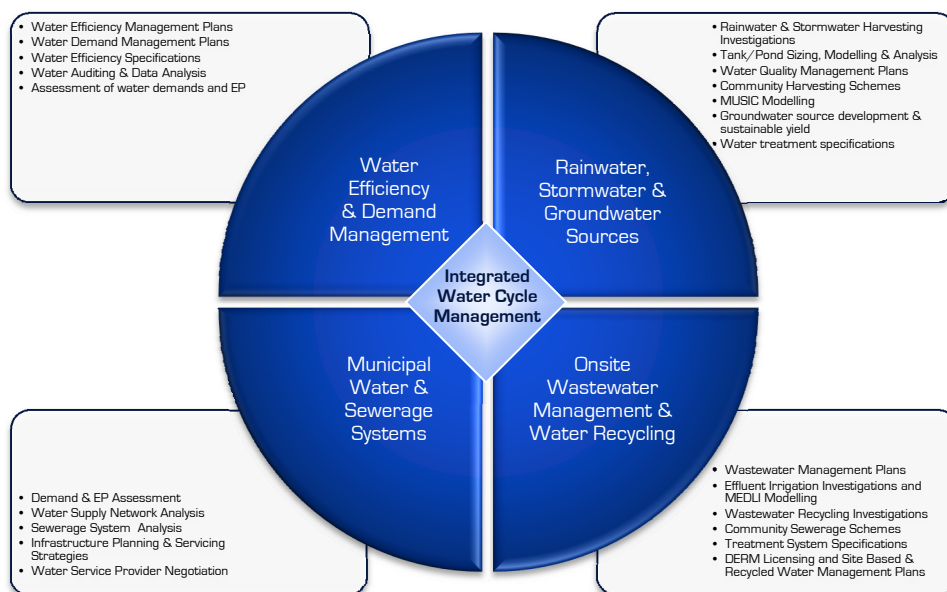 • Water Efficiency Management Plans
• Water Demand Management Plans
• Water Efficiency Specifications
• Water Auditing & Data Analysis
• Assessment of water demands and EP
• Rainwater & Stormwater Harvesting
Investigations
• Tank/Pond Sizing, Modelling & Analysis
• Water Quality Management Plans
• Community Harvesting Schemes
• MUSIC Modelling
• Groundwater source development &
sustainable yield
• Water treatment specifications
Water
Efficiency
& Demand
Management
Rainwater,
Stormwater &
Groundwater
Sources
Integrated
Water Cycle
Management
Municipal
Water &
Sewerage
Systems
Onsite
Wastewater
Management &
Water Recycling
• Demand & EP Assessment
• Water Supply Network Analysis
• Sewerage System Analysis
• Infrastructure Planning & Servicing
Strategies
• Water Service Provider Negotiation
• Wastewater Management Plans
• Effluent Irrigation Investigations and
MEDLI Modelling
• Wastewater Recycling Investigations
• Community Sewerage Schemes
• Treatment System Specifications
• DERM Licensing and Site Based &
Recycled Water Management Plans